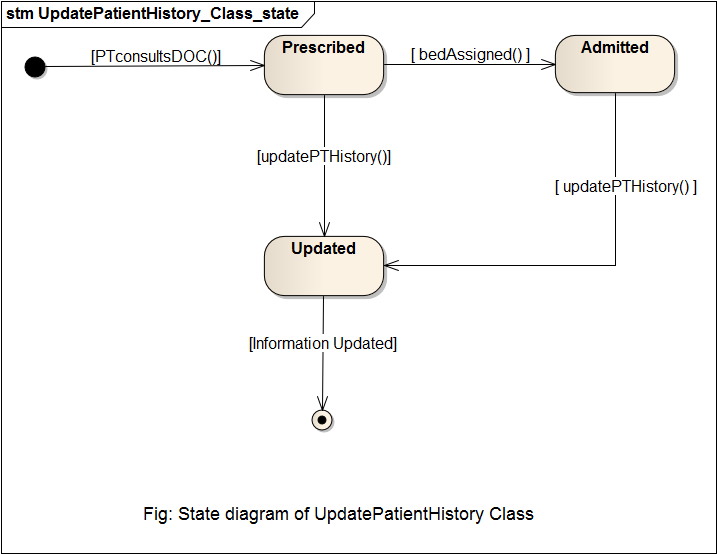 stm UpdatePatientHistory_Class_state
[PTconsultsDOC()]
Prescribed
[ bedAssigned() ]
Admitted
[updatePTHistory()]
[ updatePTHistory() ]
Updated
[Information Updated]
Fig: State diagram of UpdatePatientHistory Class